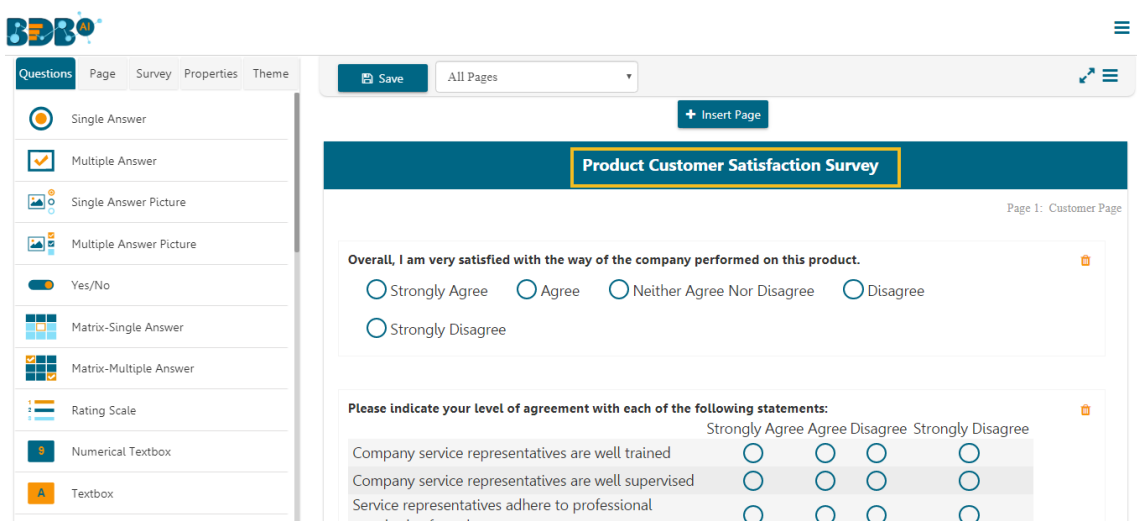 BDB AI
Questions Page Survey Properties Theme
Save All Pages
Insert Page
Single Answer
Multiple Answer
Single Answer Picture
Multiple Answer Picture
Yes/No
Matrix-Single Answer
Matrix-Multiple Answer
Rating Scale
9 Numerical Textbox
A Textbox
Product Customer Satisfaction Survey
Page 1: Customer Page
Overall, I am very satisfied with the way of the company performed on this product.
Strongly Agree Agree Neither Agree Nor Disagree Disagree
Strongly Disagree
Please indicate your level of agreement with each of the following statements:
Strongly Agree Agree Disagree Strongly Disagree
Company service representatives are well trained
Company service representatives are well supervised
Service representatives adhere to professional